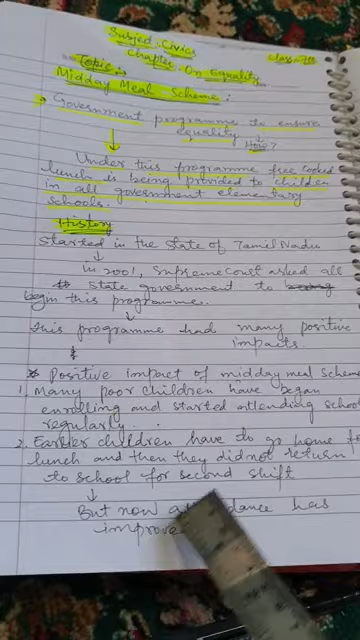 Subject - Civics
Class - 7th
Chapter - On Equality
Topic :-
Midday Meal Scheme :
Government programme to ensure
equality
How?
Under this programme free cooked
lunch is being provided to children
in all government elementary
schools.
History
Started in the state of Tamil Nadu
In 2001, Supreme Court asked all
state government to
begin this programme.
This programme had many positive
impacts.
Positive impact of midday meal scheme
1. Many poor children have began
enrolling and started attending school
regularly.
2. Earlier children have to go home for
lunch and then they did not return
to school for second shift
But now has